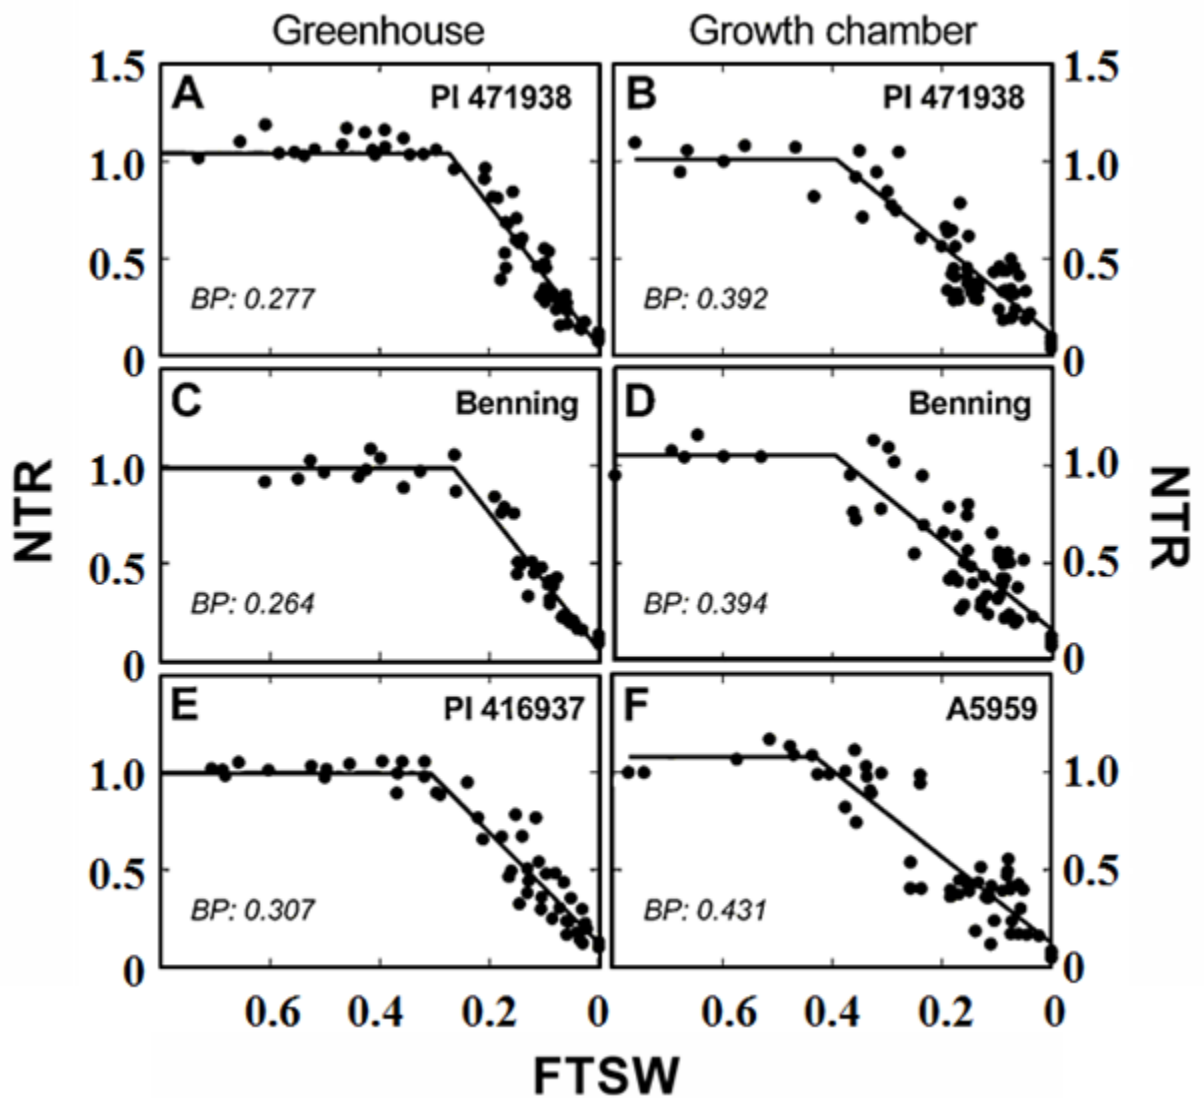 Greenhouse Growth chamber
1.5 A PI 471938 B PI 471938 1.5
1.0 1.0
0.5 0.5
BP: 0.277 BP: 0.392
0 0
C Benning D Benning
1.0 1.0
0.5 0.5
BP: 0.264 BP: 0.394
0 0
NTR NTR
E PI 416937 F A5959
1.0 1.0
0.5 0.5
BP: 0.307 BP: 0.431
0 0
0.6 0.4 0.2 0 0.6 0.4 0.2 0
FTSW